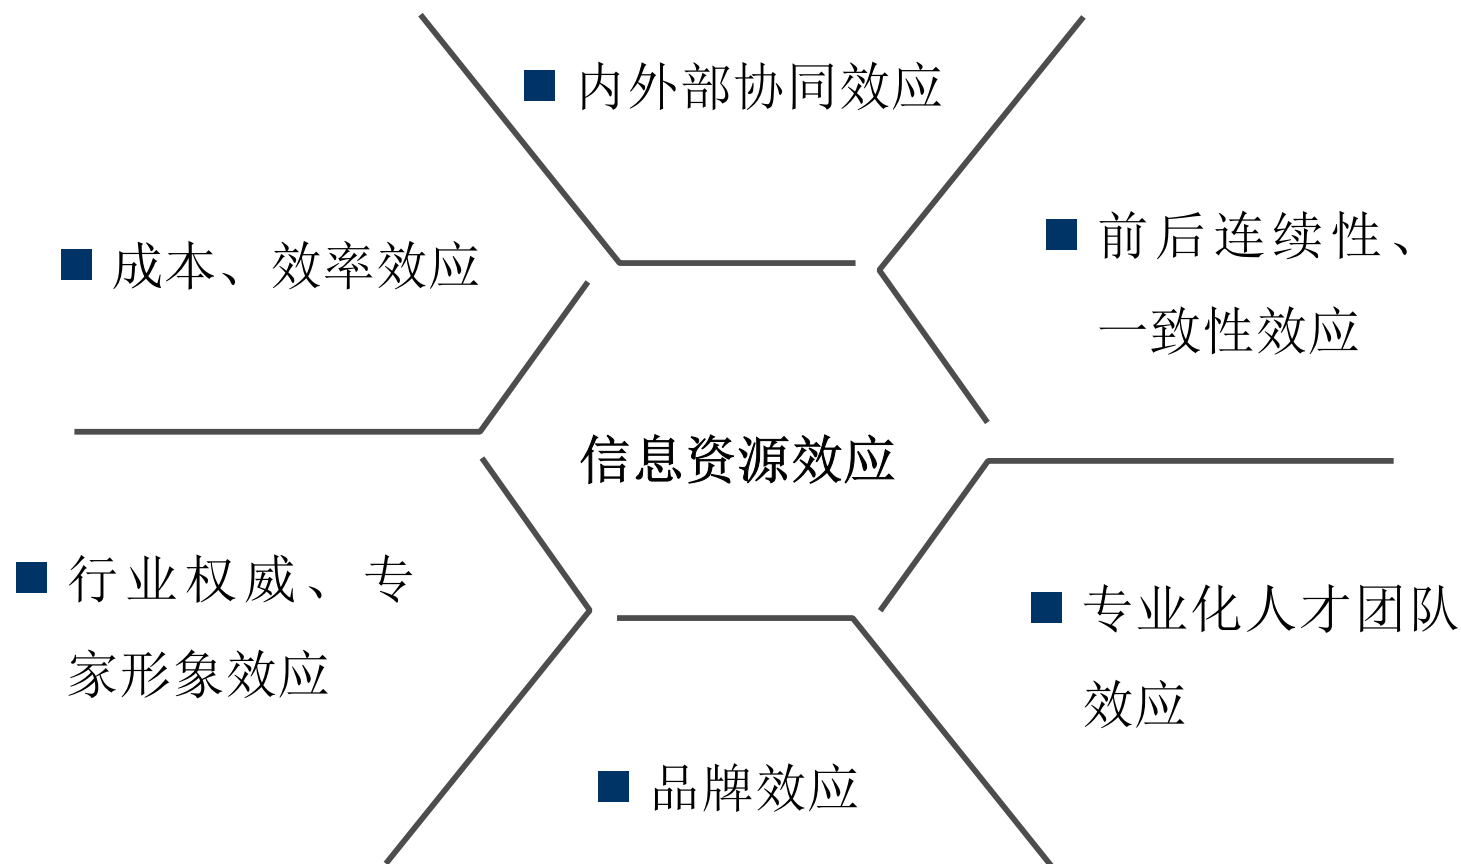 内外部协同效应
成本、效率效应
前后连续性、
一致性效应
信息资源效应
行业权威、专
家形象效应
专业化人才团队
效应
品牌效应